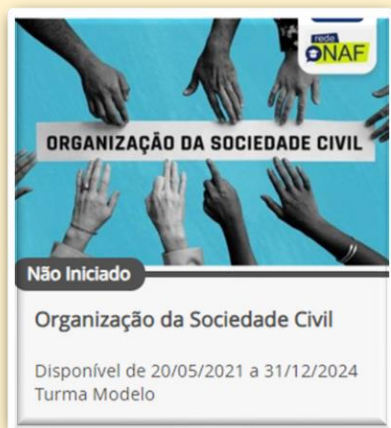 rede
NAF
ORGANIZAÇÃO DA SOCIEDADE CIVIL
Não Iniciado
Organização da Sociedade Civil
Disponível de 20/05/2021 a 31/12/2024
Turma Modelo